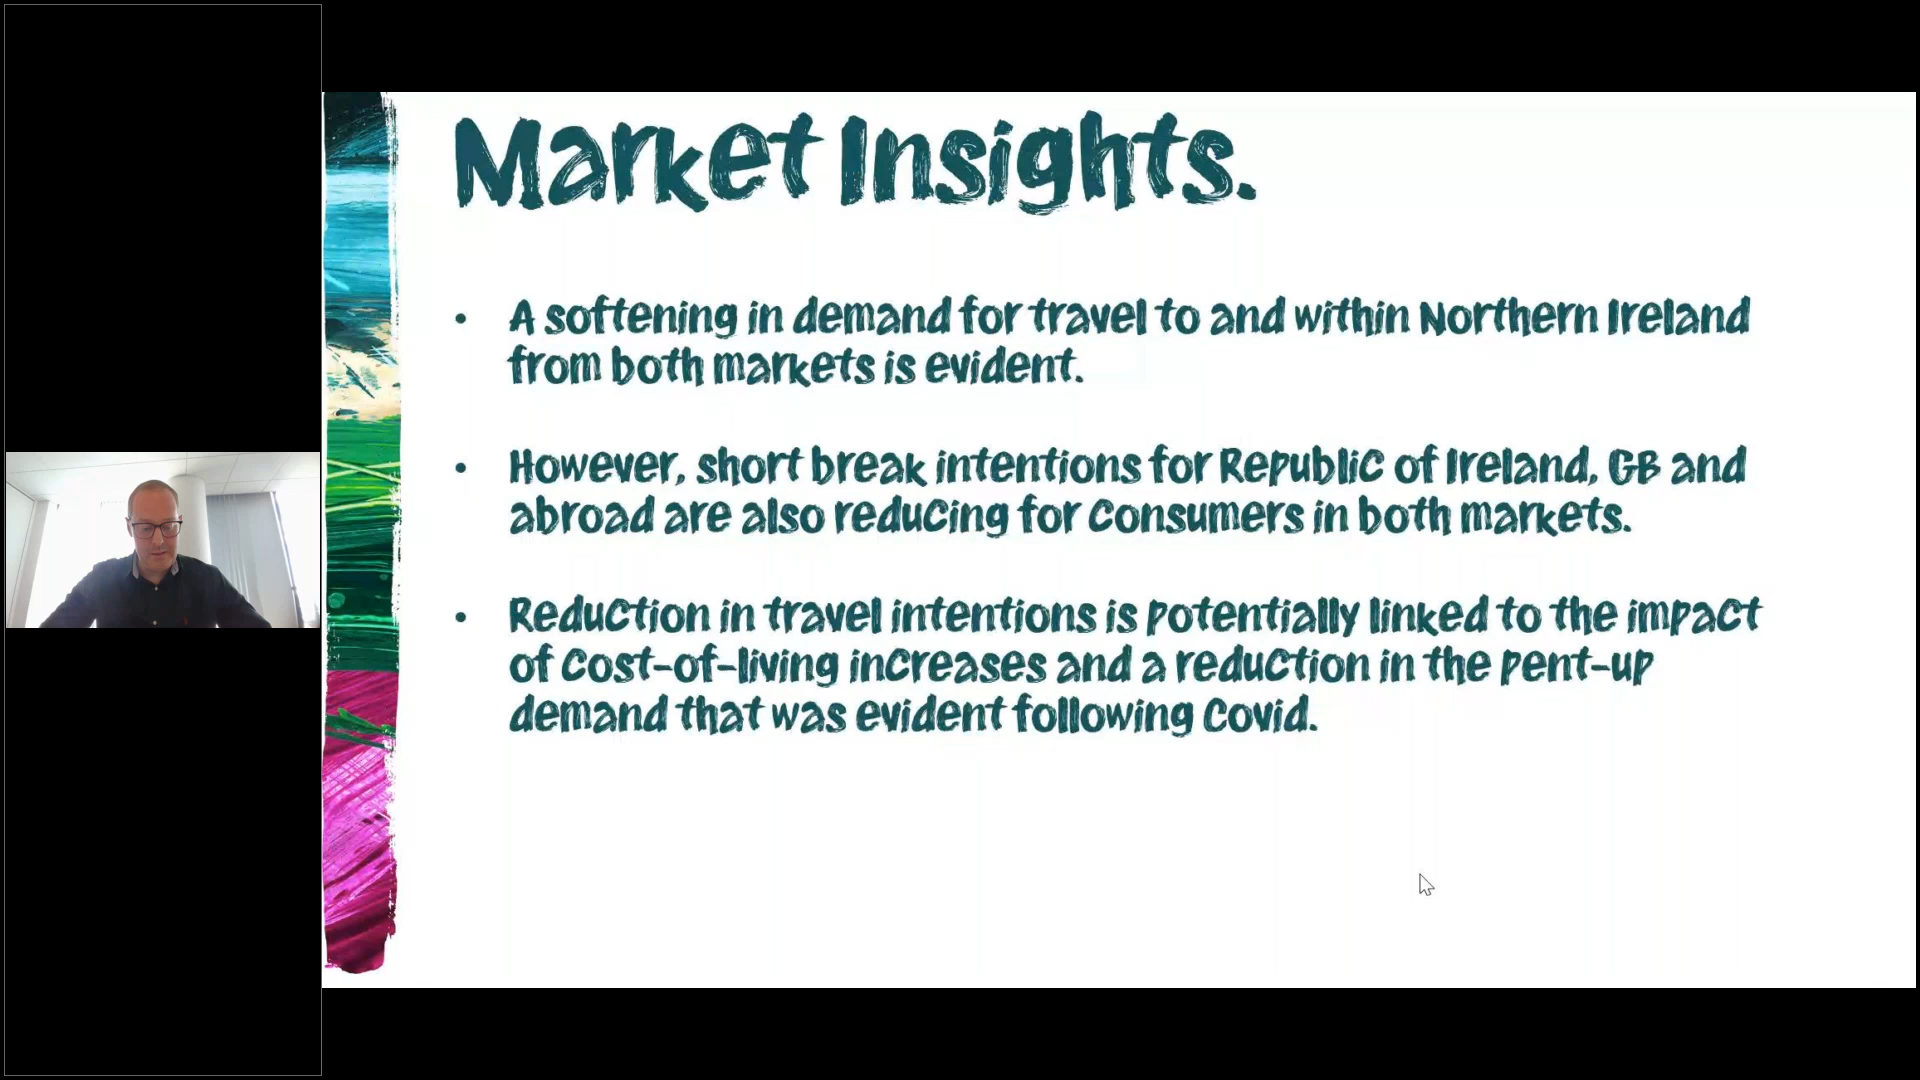 Market Insights.
• A softening in demand for travel to and within Northern Ireland
from both markets is evident.
• However, short break intentions for Republic of Ireland, GB and
abroad are also reducing for consumers in both markets.
• Reduction in travel intentions is potentially linked to the impact
of cost-of-living increases and a reduction in the pent-up
demand that was evident following Covid.